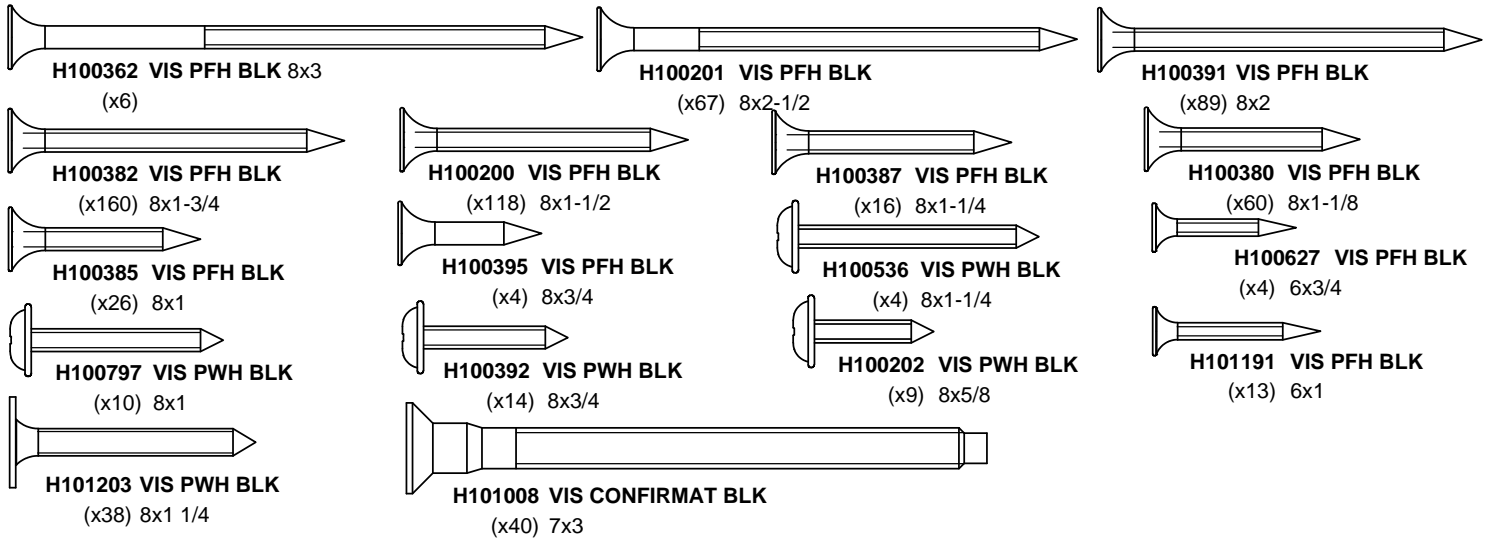 H100362 VIS PFH BLK 8x3
(x6)
H100201 VIS PFH BLK
(x67) 8x2-1/2
H100391 VIS PFH BLK
(x89) 8x2
H100382 VIS PFH BLK
(x160) 8x1-3/4
H100200 VIS PFH BLK
(x118) 8x1-1/2
H100387 VIS PFH BLK
(x16) 8x1-1/4
H100380 VIS PFH BLK
(x60) 8x1-1/8
H100385 VIS PFH BLK
(x26) 8x1
H100395 VIS PFH BLK
(x4) 8x3/4
H100536 VIS PWH BLK
(x4) 8x1-1/4
H100627 VIS PFH BLK
(x4) 6x3/4
H100797 VIS PWH BLK
(x10) 8x1
H100392 VIS PWH BLK
(x14) 8x3/4
H100202 VIS PWH BLK
(x9) 8x5/8
H101191 VIS PFH BLK
(x13) 6x1
H101203 VIS PWH BLK
(x38) 8x1 1/4
H101008 VIS CONFIRMAT BLK
(x40) 7x3